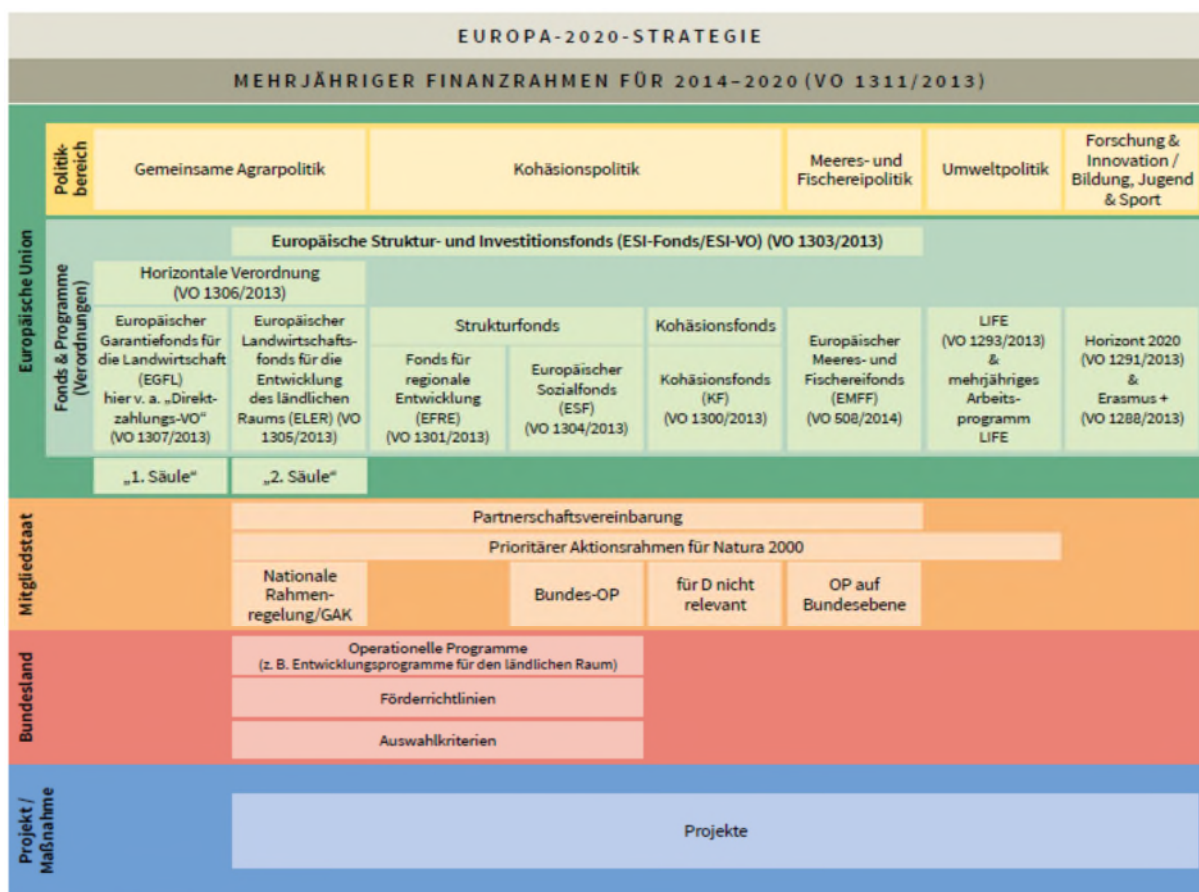 EUROPA-2020-STRATEGIE
MEHRJÄHRIGER FINANZRAHMEN FÜR 2014–2020 (VO 1311/2013)
Europäische Union
Politik-
bereich
Gemeinsame Agrarpolitik
Kohäsionspolitik
Meeres- und
Fischereipolitik
Umweltpolitik
Forschung &
Innovation /
Bildung, Jugend
& Sport
Fonds & Programme
(Verordnungen)
Europäische Struktur- und Investitionsfonds (ESI-Fonds/ESI-VO) (VO 1303/2013)
Horizontale Verordnung
(VO 1306/2013)
Europäischer
Garantiefonds für
die Landwirtschaft
(EGFL)
hier v. a. „Direkt-
zahlungs-VO“
(VO 1307/2013)
Europäischer
Landwirtschafts-
fonds für die
Entwicklung
des ländlichen
Raums (ELER) (VO
1305/2013)
Strukturfonds
Fonds für
regionale
Entwicklung
(EFRE)
(VO 1301/2013)
Europäischer
Sozialfonds
(ESF)
(VO 1304/2013)
Kohäsionsfonds
Kohäsionsfonds
(KF)
(VO 1300/2013)
Europäischer
Meeres- und
Fischereifonds
(EMFF)
(VO 508/2014)
LIFE
(VO 1293/2013)
&
mehrjähriges
Arbeits-
programm
LIFE
Horizont 2020
(VO 1291/2013)
&
Erasmus +
(VO 1288/2013)
„1. Säule“
„2. Säule“
Mitgliedstaat
Partnerschaftsvereinbarung
Prioritärer Aktionsrahmen für Natura 2000
Nationale
Rahmen-
regelung/GAK
Bundes-OP
für D nicht
relevant
OP auf
Bundesebene
Bundesland
Operationelle Programme
(z. B. Entwicklungsprogramme für den ländlichen Raum)
Förderrichtlinien
Auswahlkriterien
Projekt /
Maßnahme
Projekte